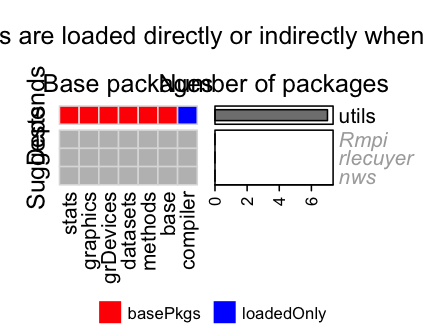 s are loaded directly or indirectly when
Base packages
Number of packages
Depends
Suggests
utils
Rmpi
rlecuyer
nws
stats
graphics
grDevices
datasets
methods
base
compiler
0 2 4 6
basePkgs
loadedOnly